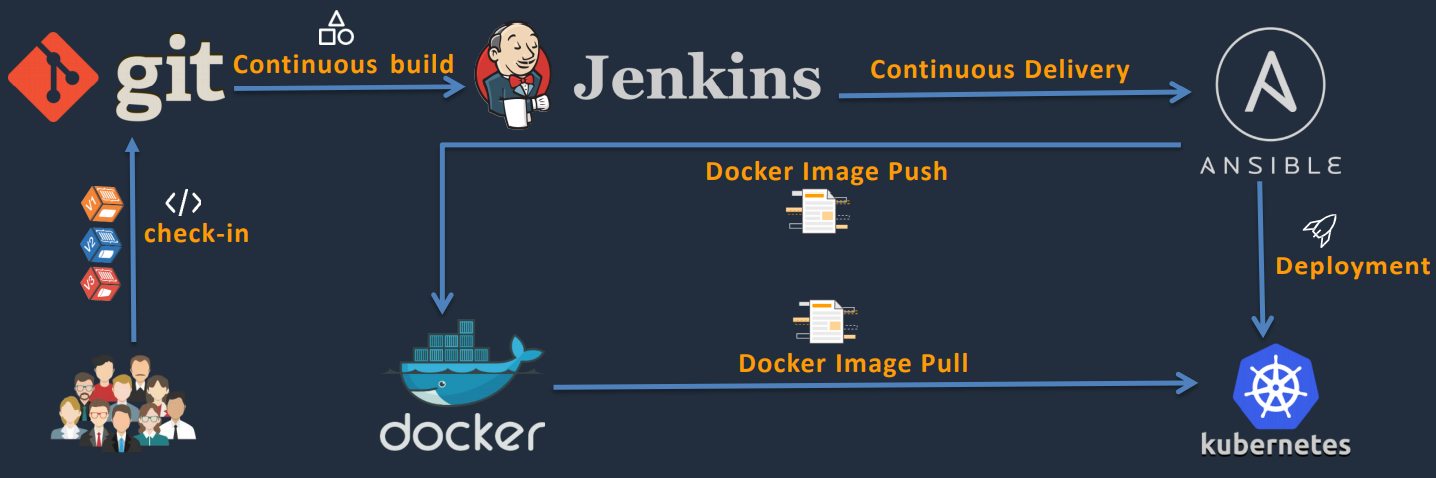 git
Continuous build
Jenkins
Continuous Delivery
ANSIBLE
Docker Image Push
V1
</>
check-in
V2
V3
Deployment
Docker Image Pull
docker
kubernetes